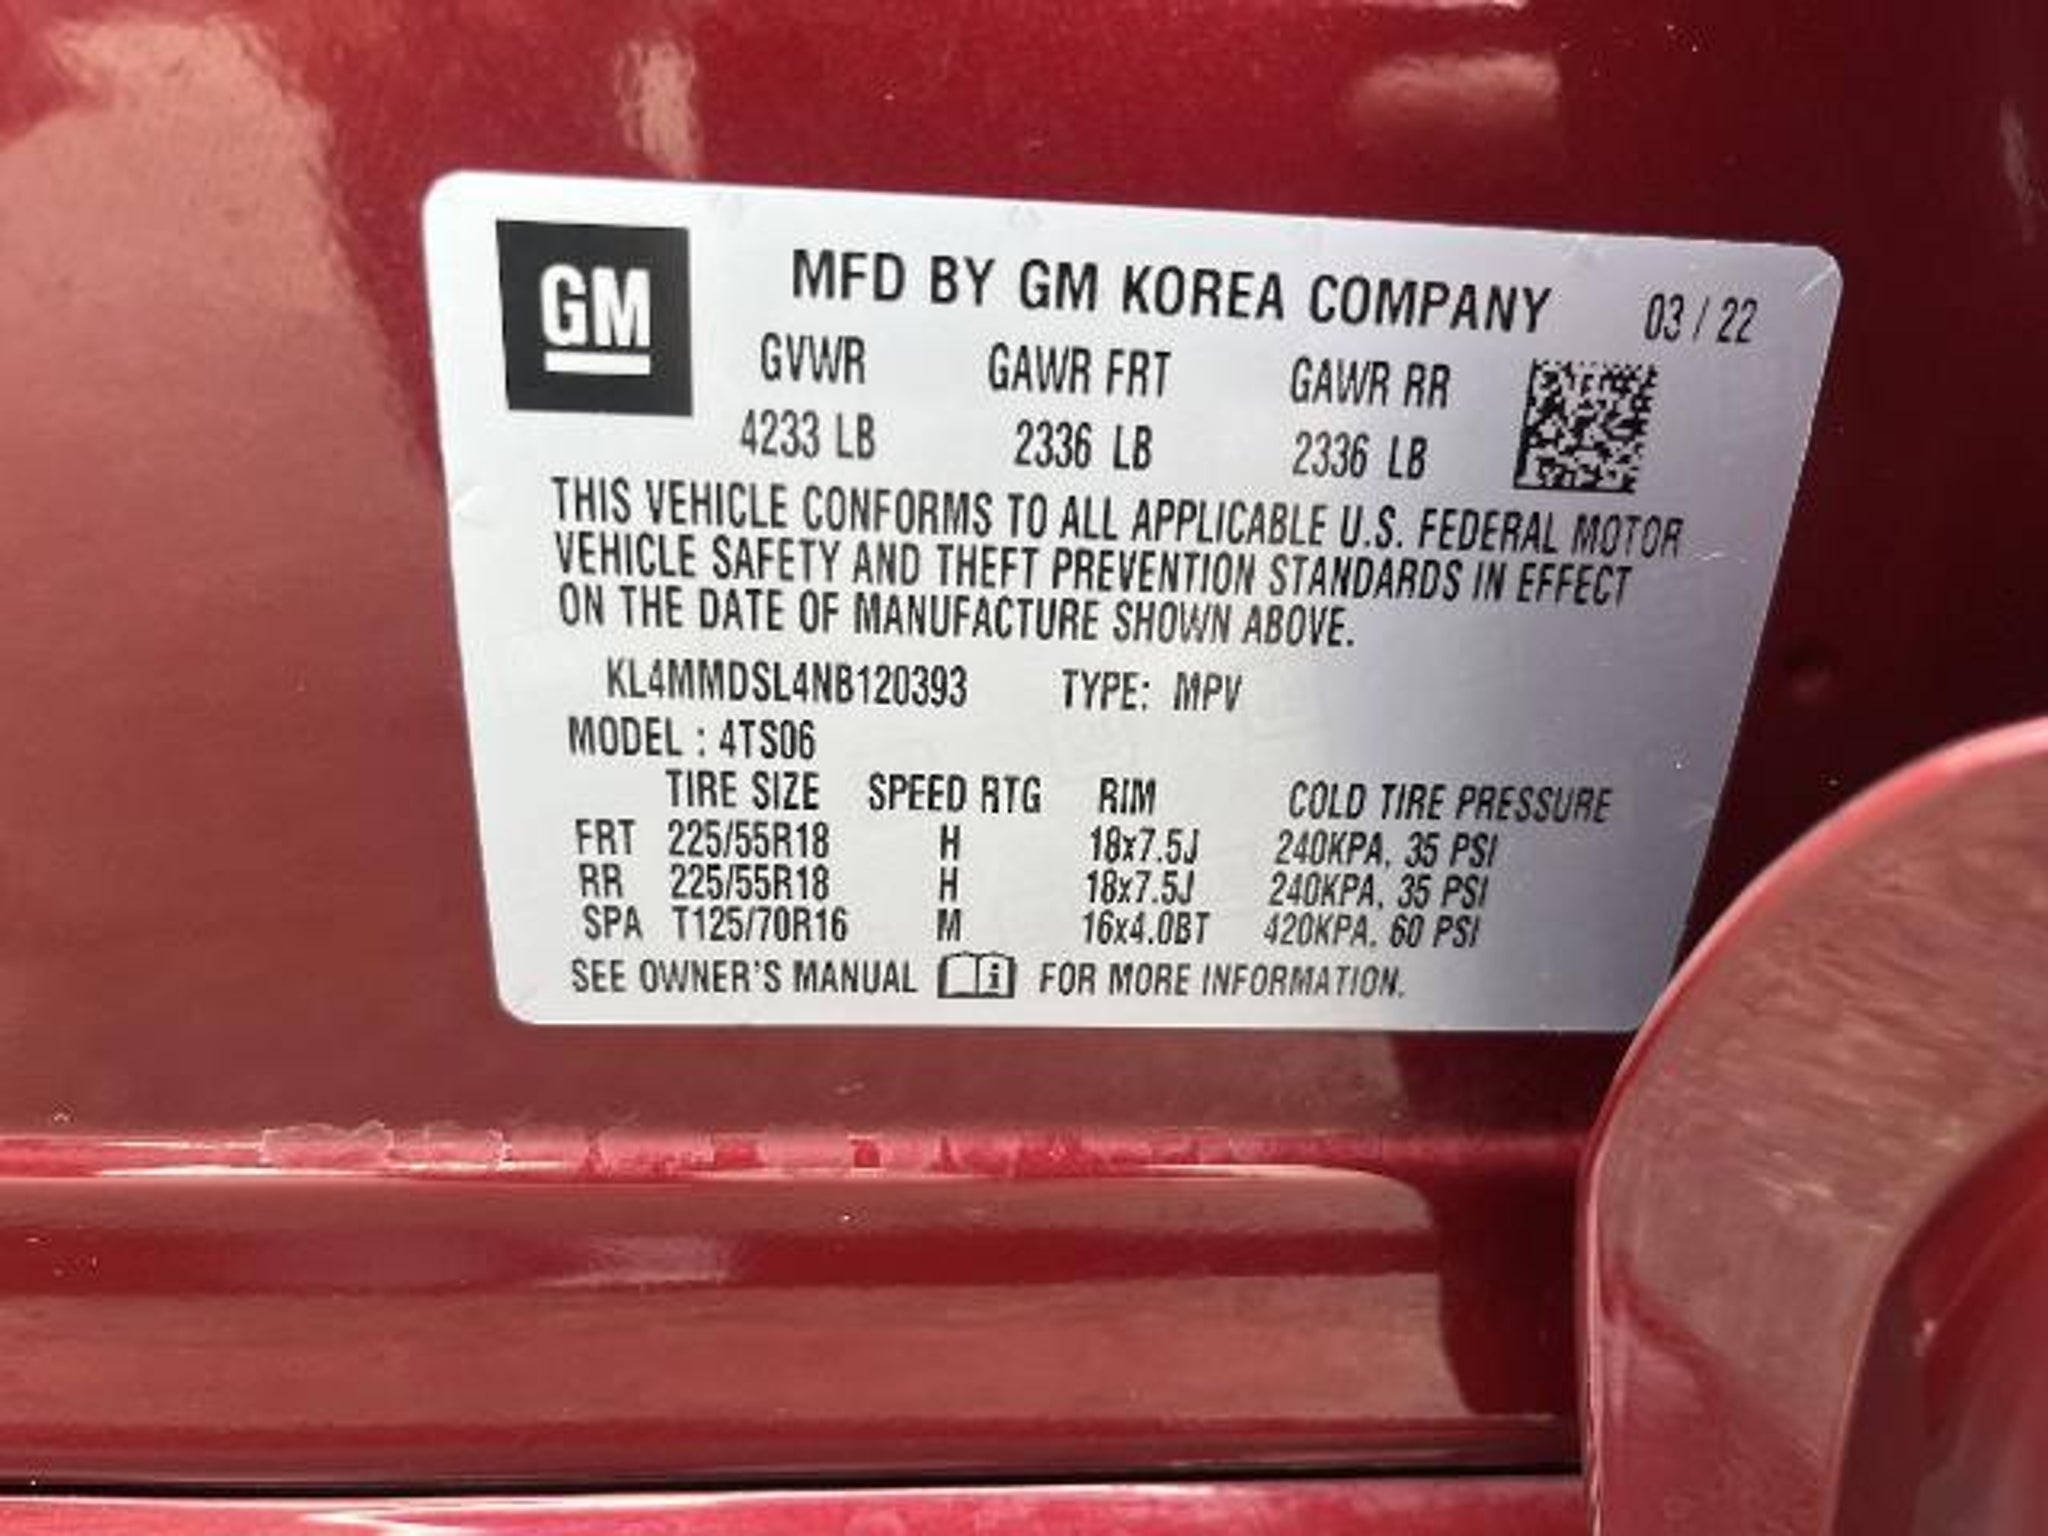 GM
MFD BY GM KOREA COMPANY 03 / 22
GVWR GAWR FRT GAWR RR
4233 LB 2336 LB 2336 LB
THIS VEHICLE CONFORMS TO ALL APPLICABLE U.S. FEDERAL MOTOR
VEHICLE SAFETY AND THEFT PREVENTION STANDARDS IN EFFECT
ON THE DATE OF MANUFACTURE SHOWN ABOVE.
KL4MMDSL4NB120393 TYPE: MPV
MODEL : 4TS06
TIRE SIZE SPEED RTG RIM COLD TIRE PRESSURE
FRT 225/55R18 H 18x7.5J 240KPA, 35 PSI
RR 225/55R18 H 18x7.5J 240KPA, 35 PSI
SPA T125/70R16 M 16x4.0BT 420KPA, 60 PSI
SEE OWNER'S MANUAL i FOR MORE INFORMATION.